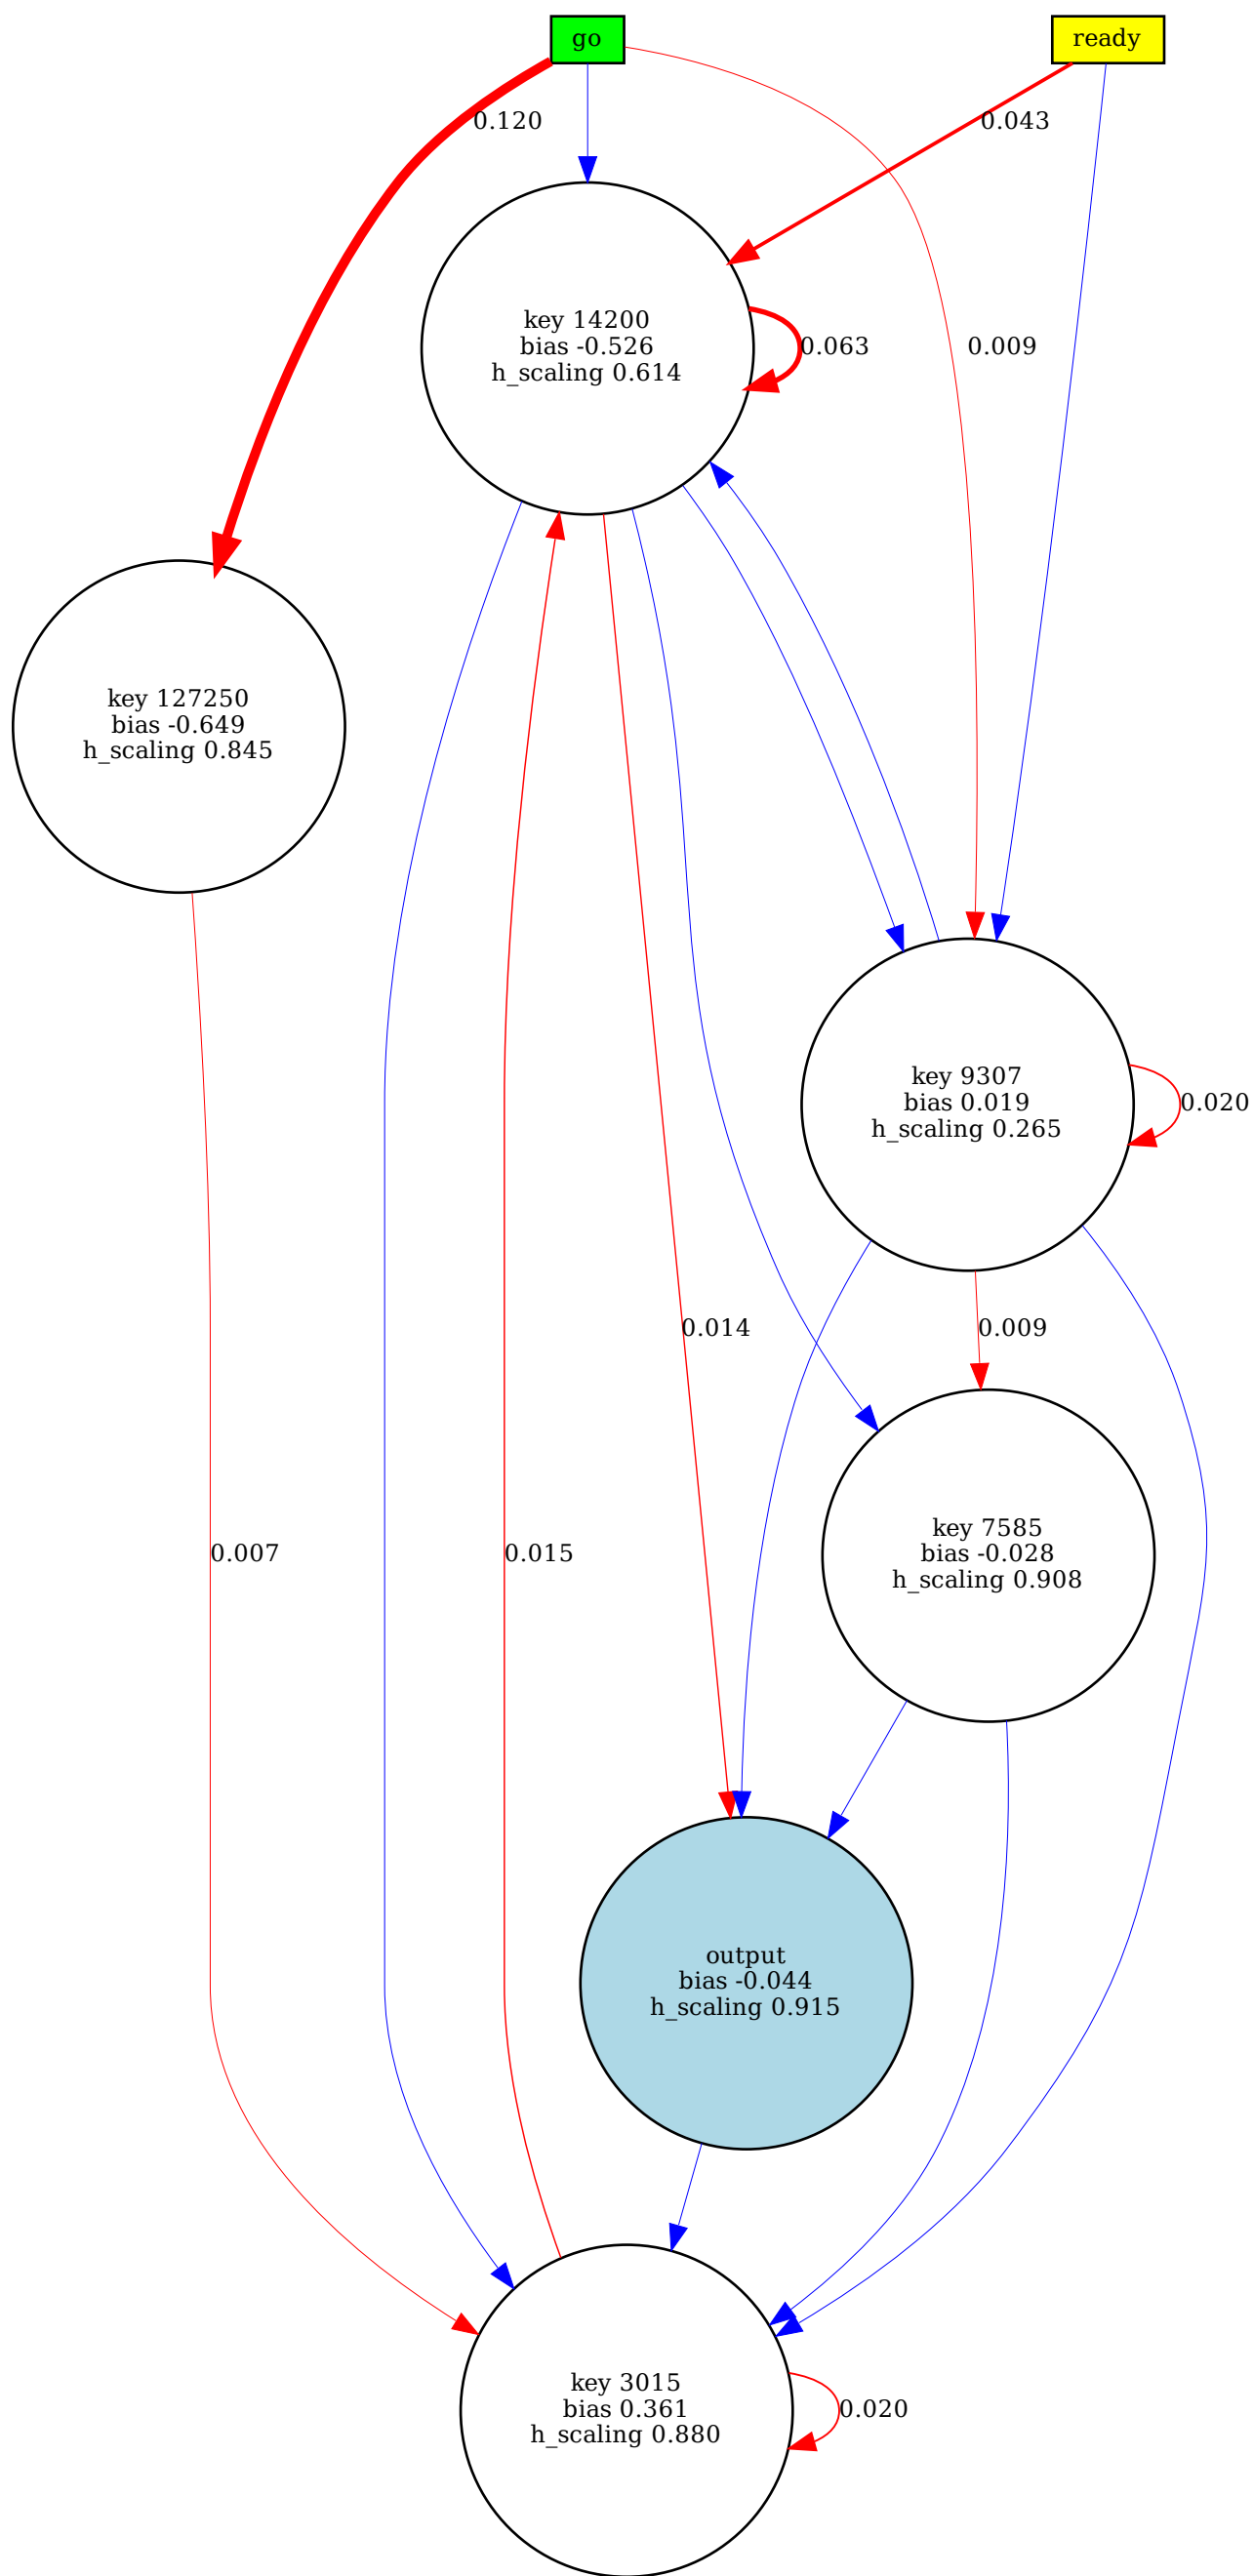 go
ready
0.120
0.043
key 14200
bias -0.526
h_scaling 0.614
0.063
0.009
key 127250
bias -0.649
h_scaling 0.845
key 9307
bias 0.019
h_scaling 0.265
0.020
0.014
0.009
key 7585
bias -0.028
h_scaling 0.908
0.007
0.015
output
bias -0.044
h_scaling 0.915
key 3015
bias 0.361
h_scaling 0.880
0.020